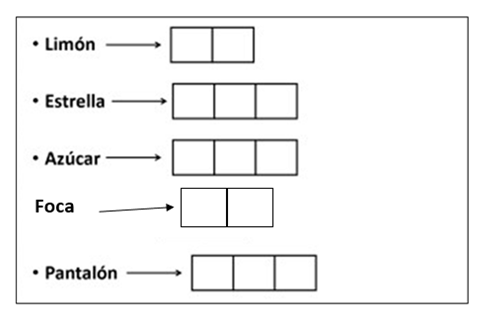 • Limón
• Estrella
• Azúcar
Foca
• Pantalón